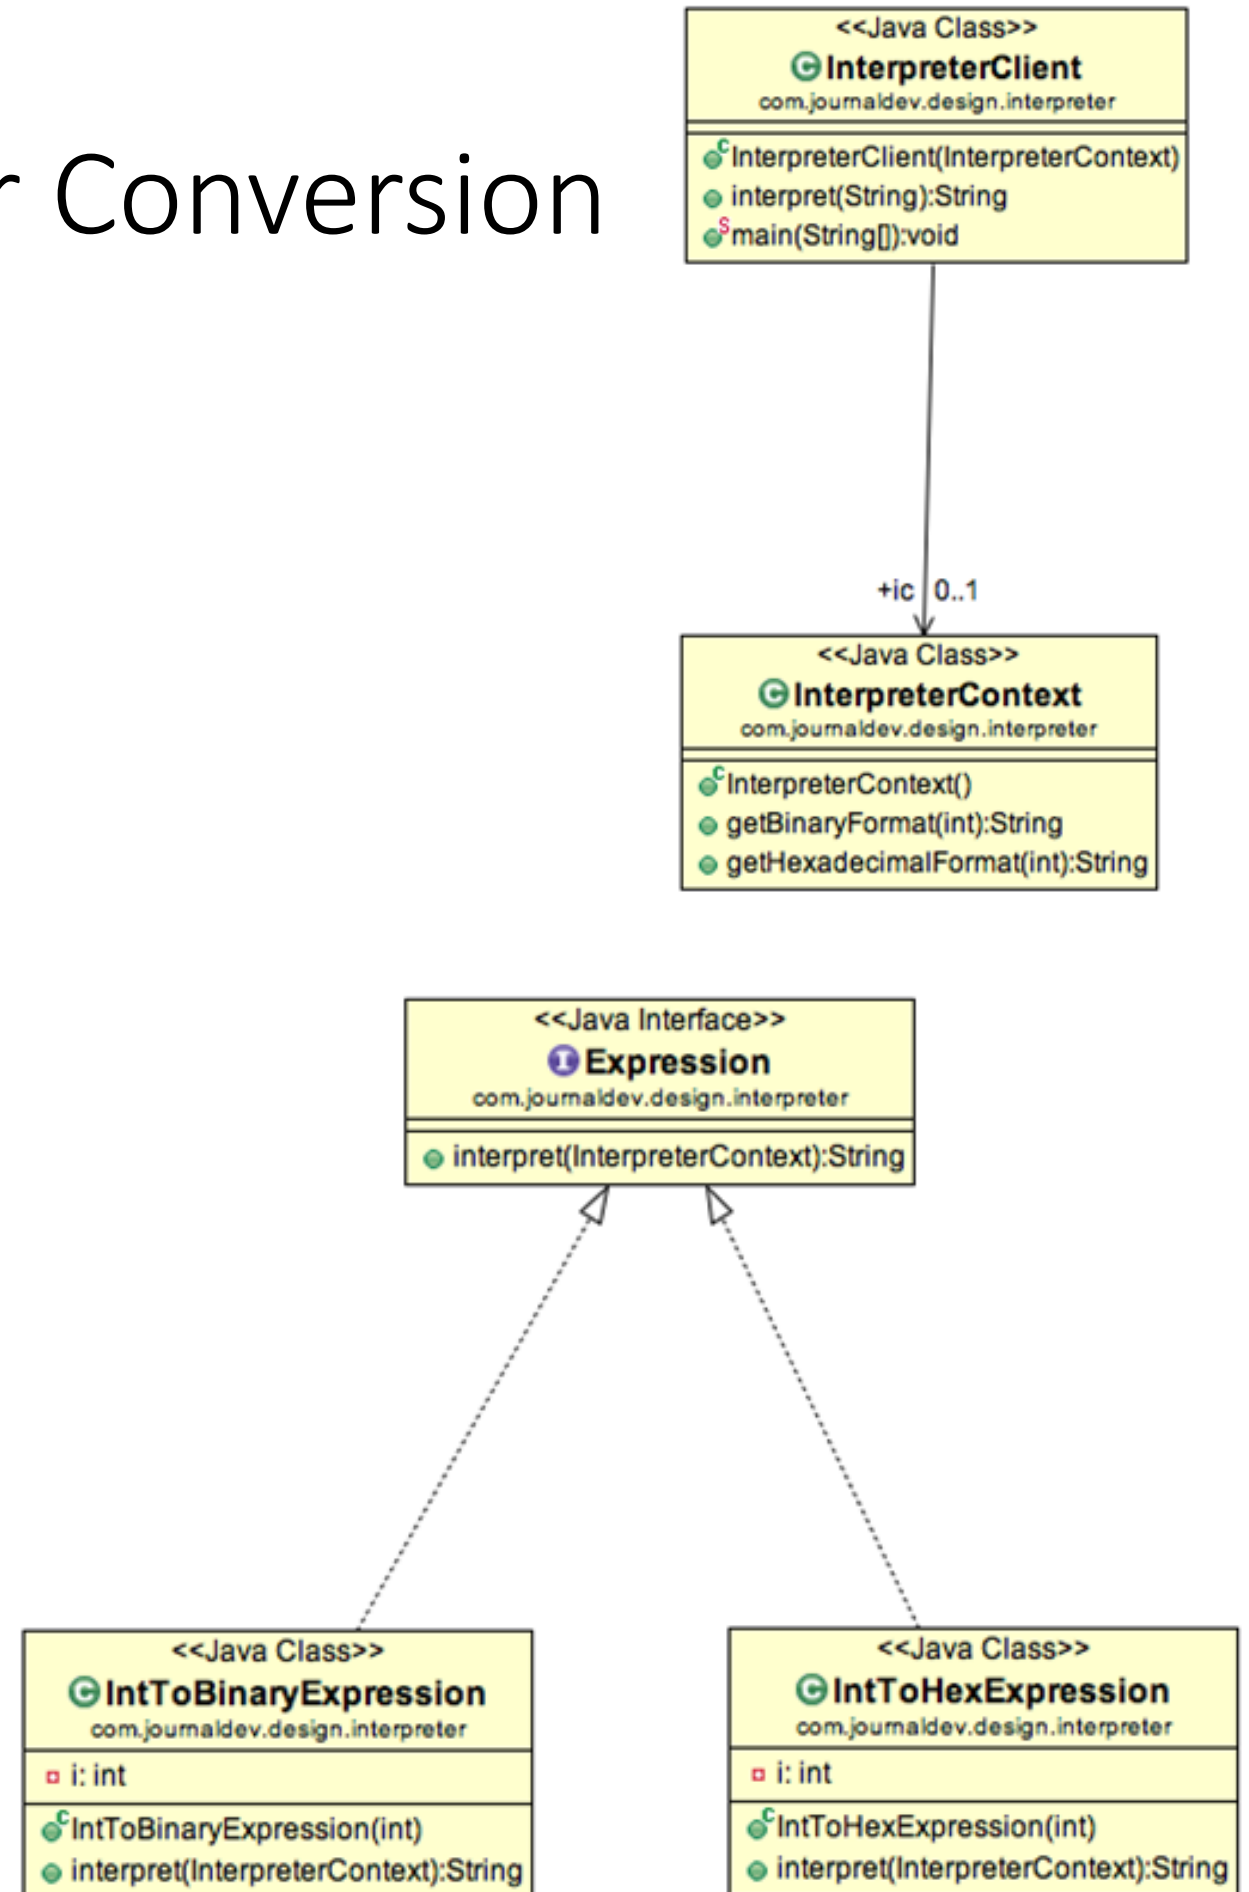 r Conversion
<<Java Class>>
InterpreterClient
com.journaldev.design.interpreter
InterpreterClient(InterpreterContext)
interpret(String):String
main(String[]):void
+ic 0..1
<<Java Class>>
InterpreterContext
com.journaldev.design.interpreter
InterpreterContext()
getBinaryFormat(int):String
getHexadecimalFormat(int):String
<<Java Interface>>
Expression
com.journaldev.design.interpreter
interpret(InterpreterContext):String
<<Java Class>>
IntToBinaryExpression
com.journaldev.design.interpreter
i: int
IntToBinaryExpression(int)
interpret(InterpreterContext):String
<<Java Class>>
IntToHexExpression
com.journaldev.design.interpreter
i: int
IntToHexExpression(int)
interpret(InterpreterContext):String